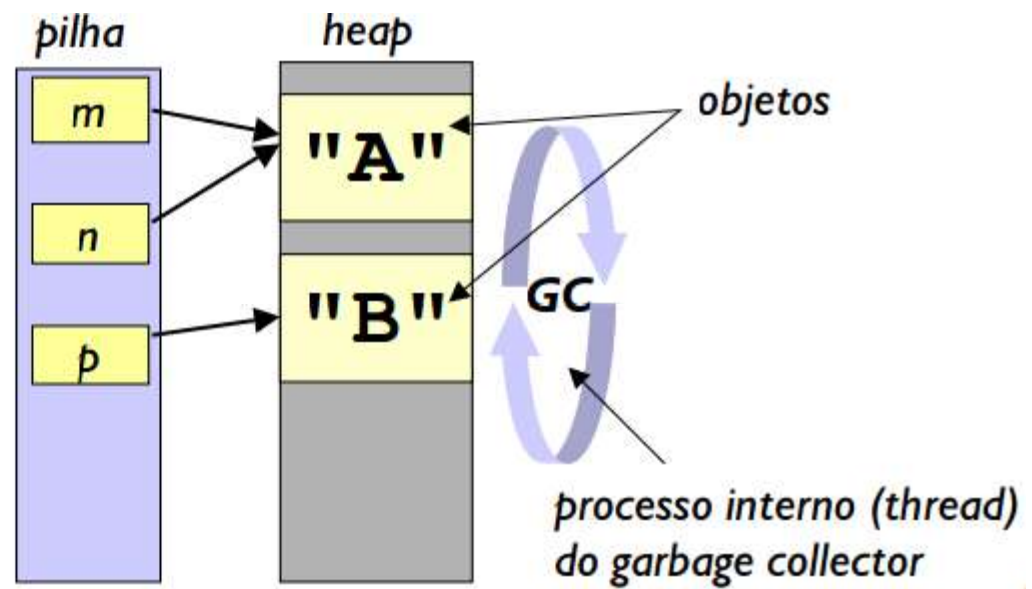 pilha
heap
m
n
p
"A"
"B"
objetos
GC
processo interno (thread)
do garbage collector